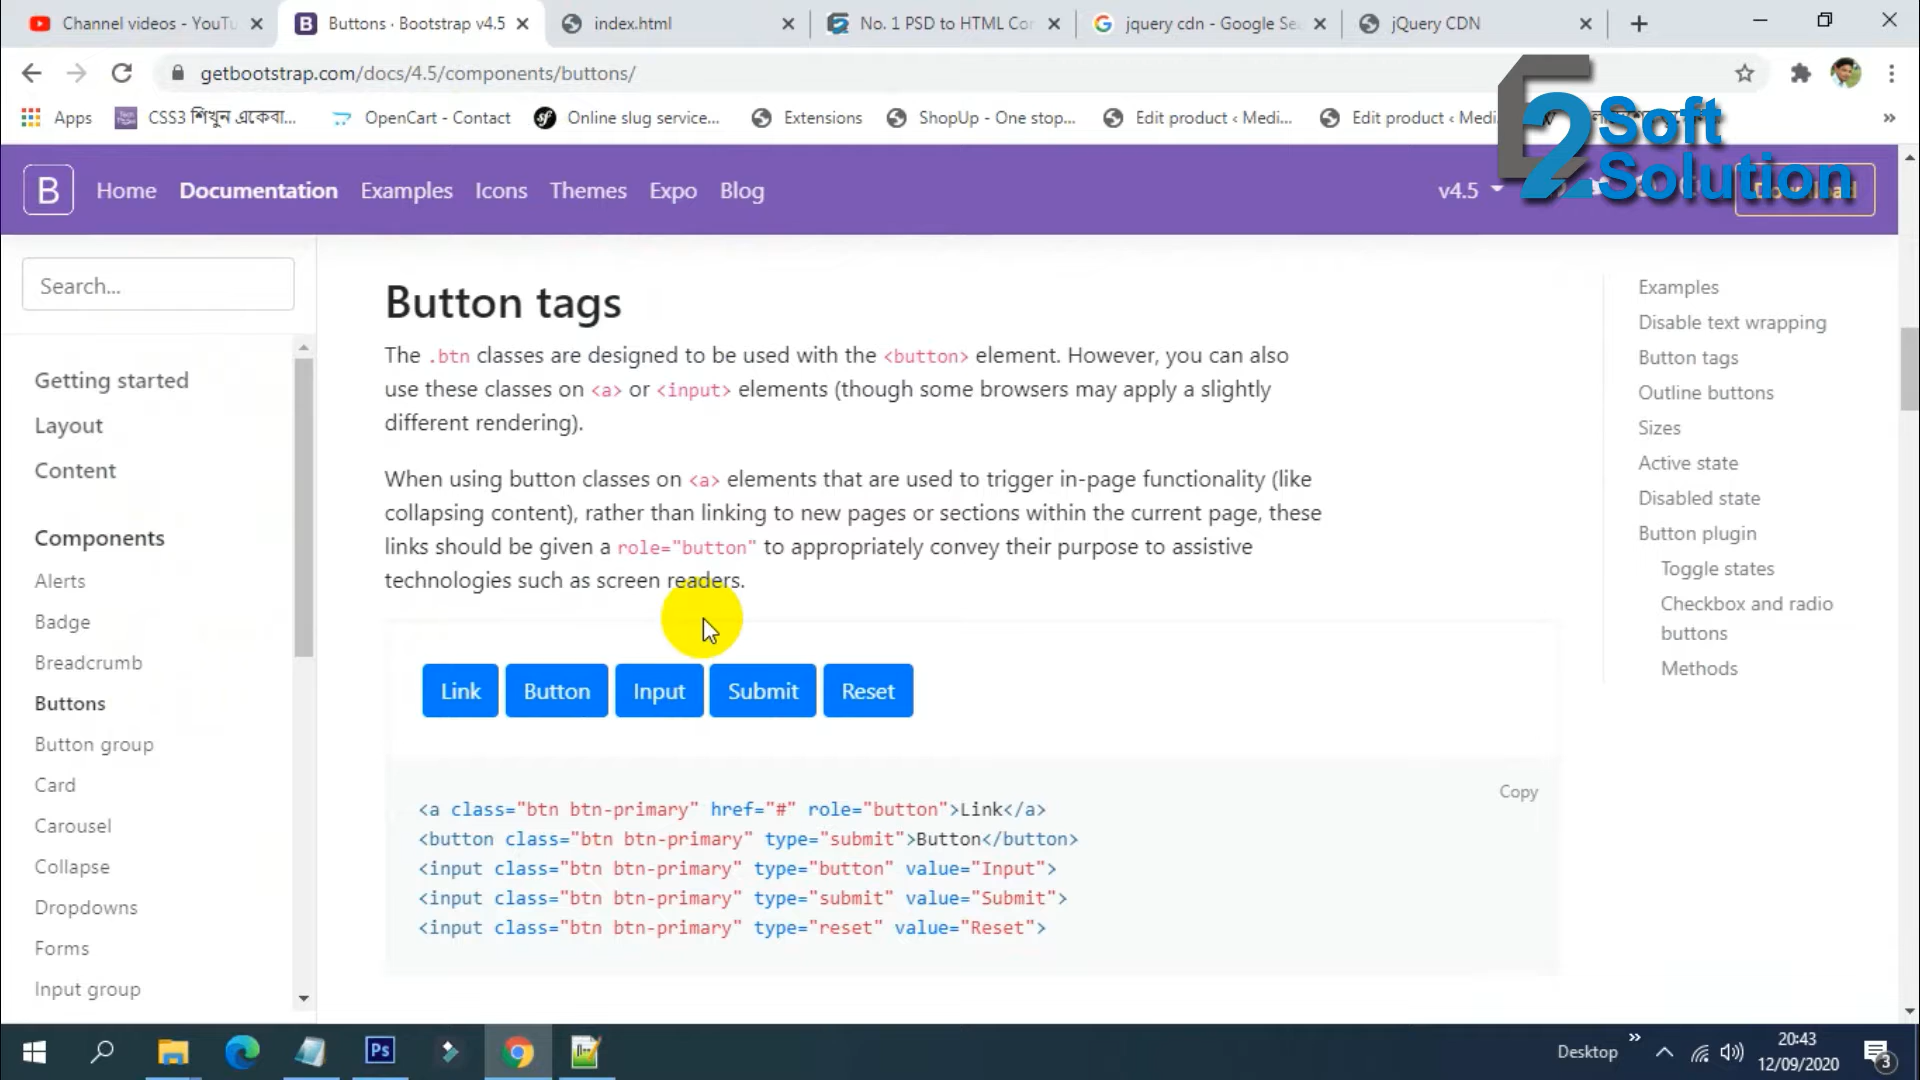 Channel videos - YouTu
Buttons · Bootstrap v4.5
index.html
No. 1 PSD to HTML Con
jquery cdn - Google Sea
jQuery CDN
getbootstrap.com/docs/4.5/components/buttons/
Apps
CSS3 শিখুন একেবা...
OpenCart - Contact
Online slug service...
Extensions
ShopUp - One stop...
Edit product ‹ Medi...
Edit product ‹ Medi
Soft
Solution
B
Home
Documentation
Examples
Icons
Themes
Expo
Blog
v4.5
Search...
Getting started
Layout
Content
Components
Alerts
Badge
Breadcrumb
Buttons
Button group
Card
Carousel
Collapse
Dropdowns
Forms
Input group
Button tags
The .btn classes are designed to be used with the <button> element. However, you can also
use these classes on <a> or <input> elements (though some browsers may apply a slightly
different rendering).
When using button classes on <a> elements that are used to trigger in-page functionality (like
collapsing content), rather than linking to new pages or sections within the current page, these
links should be given a role="button" to appropriately convey their purpose to assistive
technologies such as screen readers.
Link
Button
Input
Submit
Reset
Copy
<a class="btn btn-primary" href="#" role="button">Link</a>
<button class="btn btn-primary" type="submit">Button</button>
<input class="btn btn-primary" type="button" value="Input">
<input class="btn btn-primary" type="submit" value="Submit">
<input class="btn btn-primary" type="reset" value="Reset">
Examples
Disable text wrapping
Button tags
Outline buttons
Sizes
Active state
Disabled state
Button plugin
Toggle states
Checkbox and radio
buttons
Methods
Ps
Desktop
20:43
12/09/2020
3